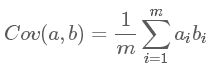 Cov(a,b) = \frac{1}{m} \sum_{i=1}^{m} a_i b_i